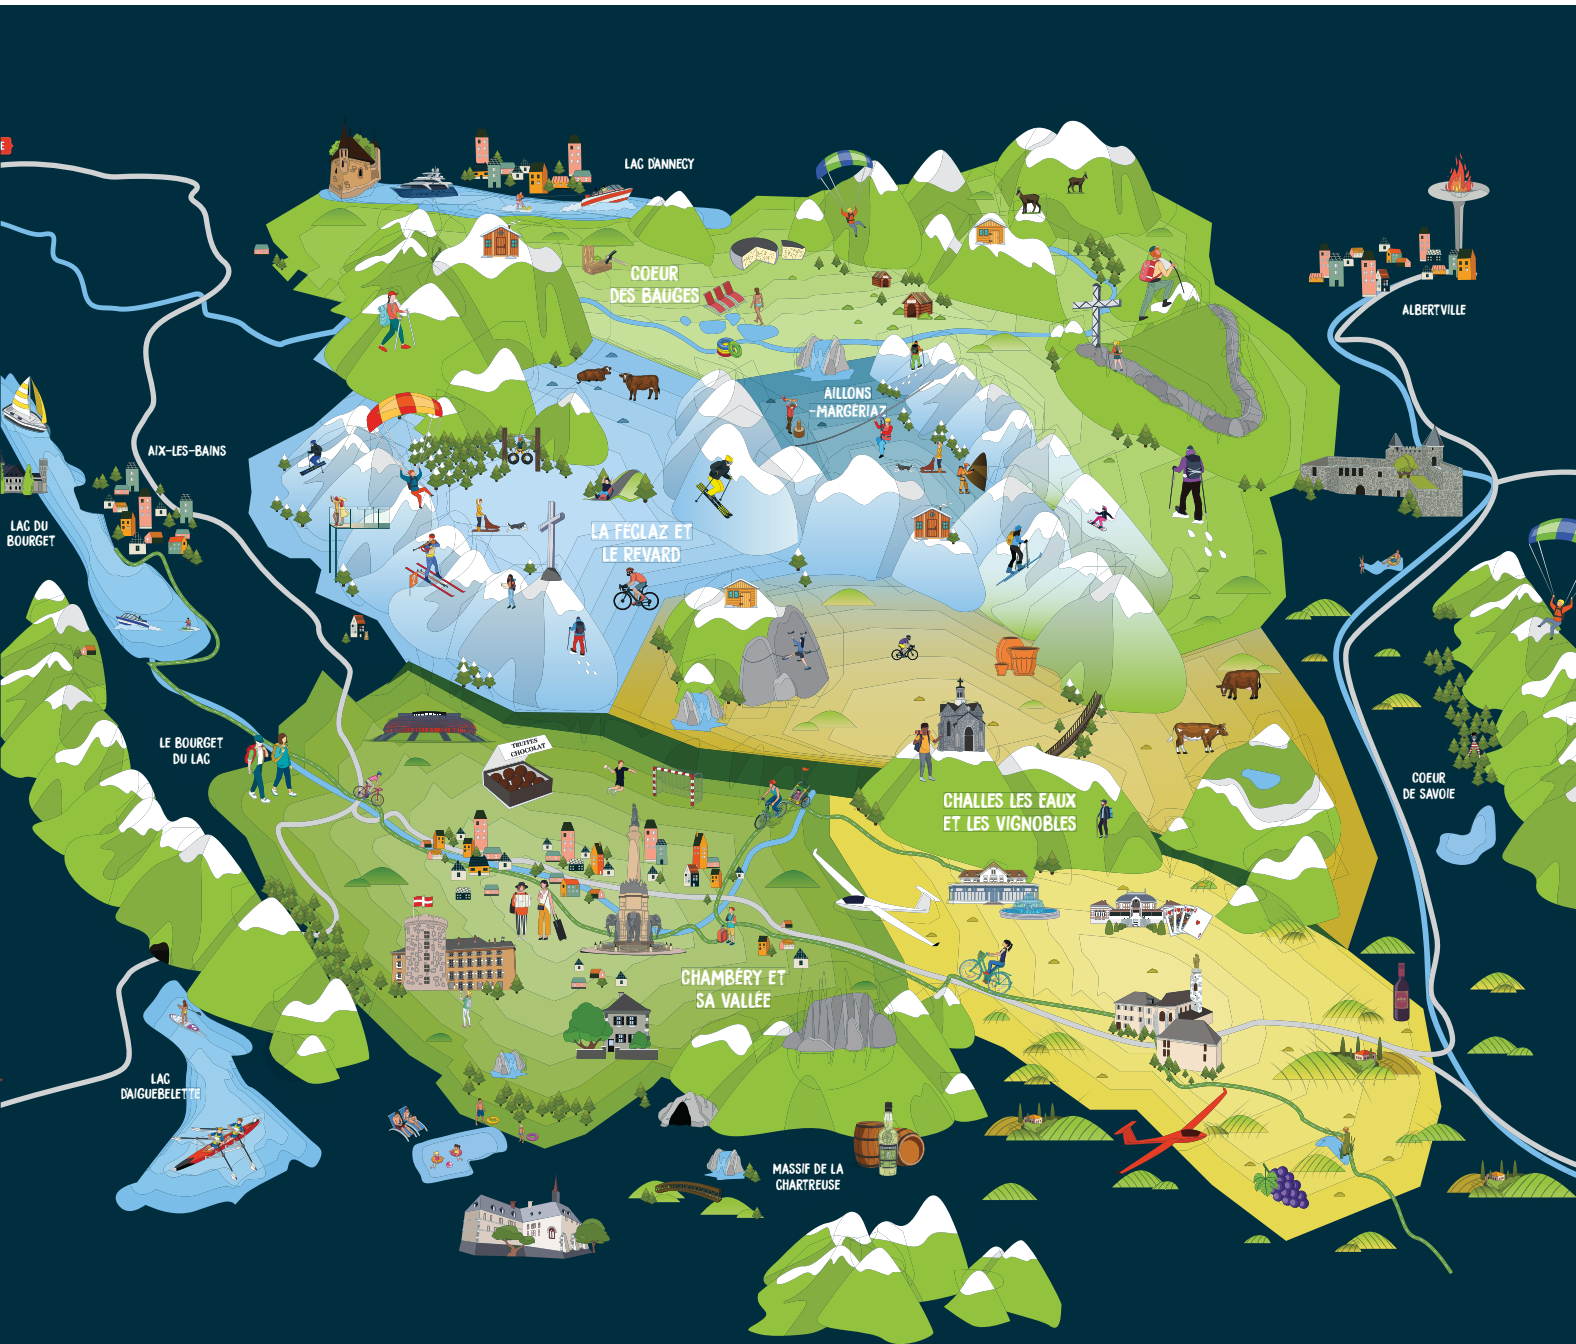 E
LAC D'ANNECY
COEUR
DES BAUGES
ALBERTVILLE
AILLONS
-MARGÉRIAZ
AIX-LES-BAINS
LAC DU
BOURGET
LA FÉCLAZ ET
LE REVARD
LE BOURGET
DU LAC
TRUFFES
CHOCOLAT
COEUR
DE SAVOIE
CHALLES LES EAUX
ET LES VIGNOBLES
CHAMBÉRY ET
SA VALLÉE
LAC
D'AIGUEBELETTE
MASSIF DE LA
CHARTREUSE